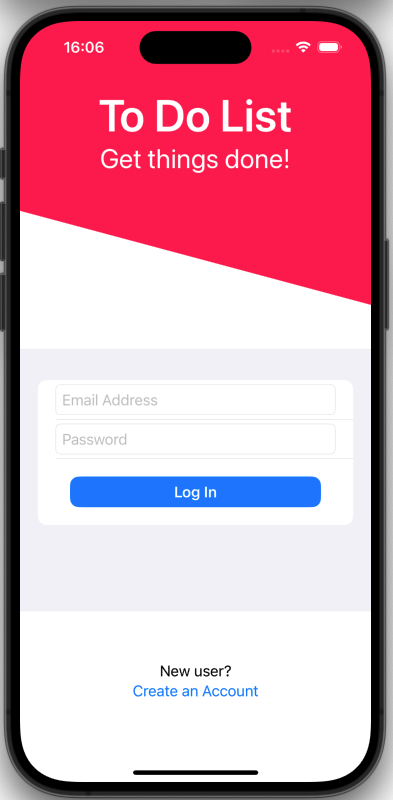 16:06
To Do List
Get things done!
Email Address
Password
Log In
New user?
Create an Account